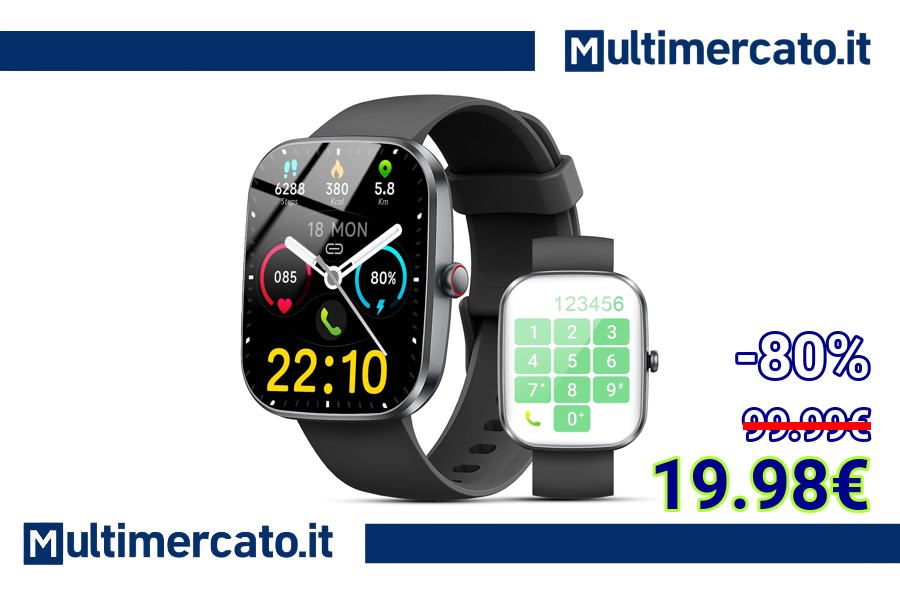 Multimercato.it
6288 380 5.8
Steps Kcal Km
18 MON
085 80%
22:10
123456
1 2 3
4 5 6
7* 8 9#
0+
-80%
99.99€
19.98€
Multimercato.it